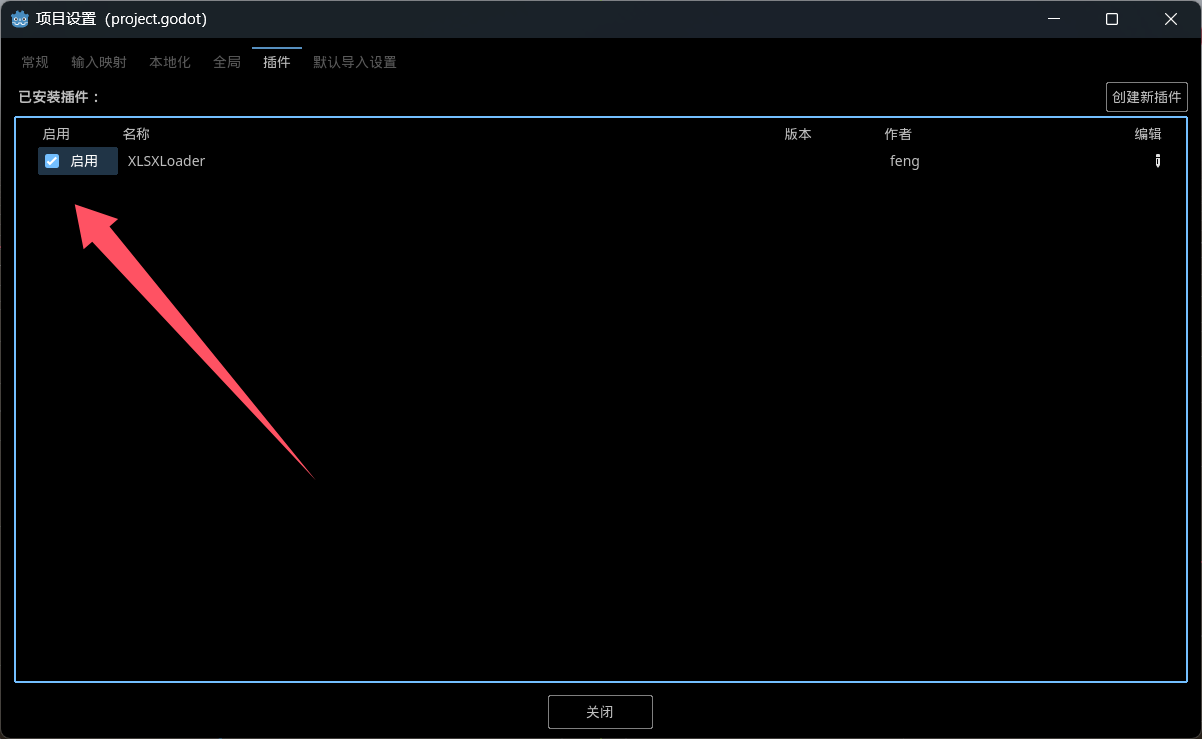 项目设置（project.godot）
常规 输入映射 本地化 全局 插件 默认导入设置
已安装插件： 创建新插件
启用 名称 版本 作者 编辑
启用 XLSXLoader feng
关闭